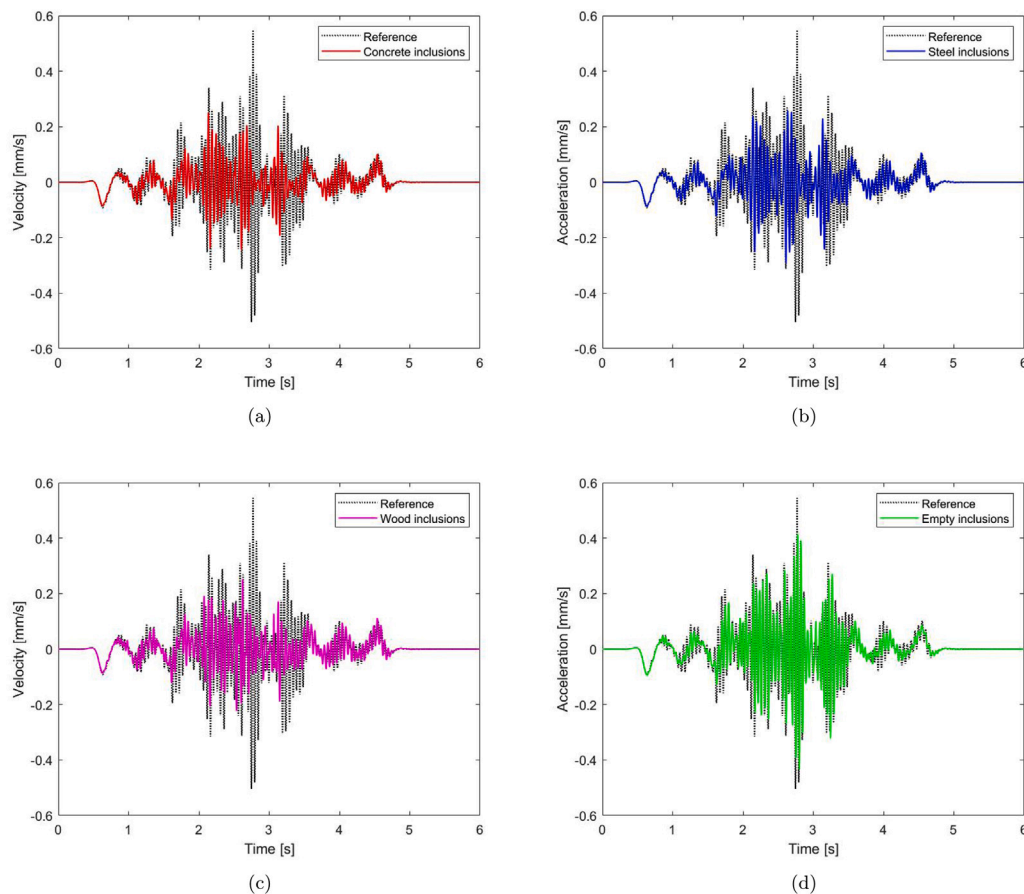 0.6
Reference
Concrete inclusions
0.4
0.2
0
-0.2
-0.4
-0.6
Velocity [mm/s]
0 1 2 3 4 5 6
Time [s]
(a)
0.6
Reference
Steel inclusions
0.4
0.2
0
-0.2
-0.4
-0.6
Acceleration [mm/s]
0 1 2 3 4 5 6
Time [s]
(b)
0.6
Reference
Wood inclusions
0.4
0.2
0
-0.2
-0.4
-0.6
Velocity [mm/s]
0 1 2 3 4 5 6
Time [s]
(c)
0.6
Reference
Empty inclusions
0.4
0.2
0
-0.2
-0.4
-0.6
Acceleration [mm/s]
0 1 2 3 4 5 6
Time [s]
(d)